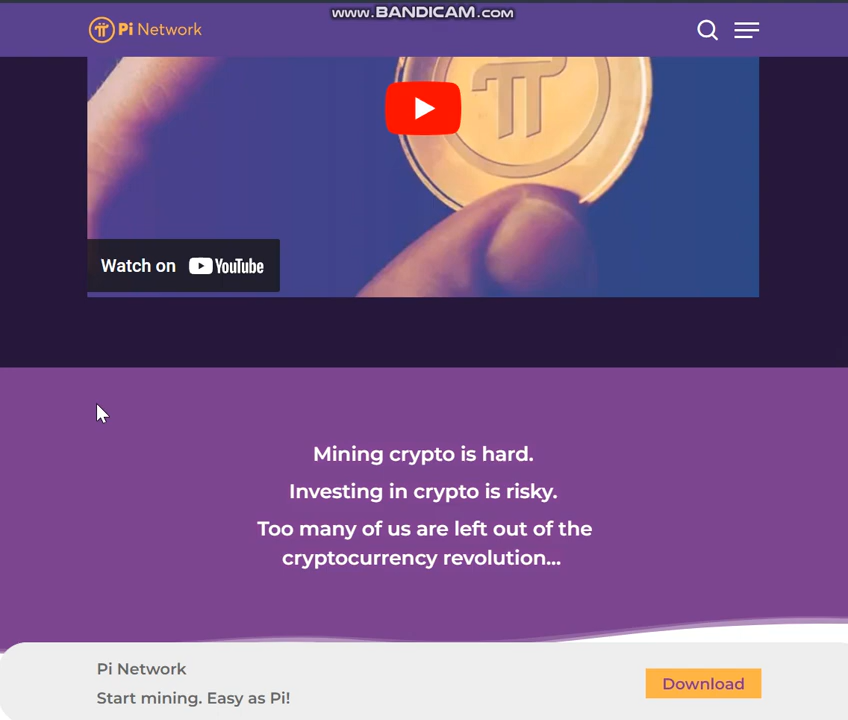 www.BANDICAM.com
Pi Network
Watch on YouTube
Mining crypto is hard.
Investing in crypto is risky.
Too many of us are left out of the
cryptocurrency revolution...
Pi Network
Start mining. Easy as Pi!
Download